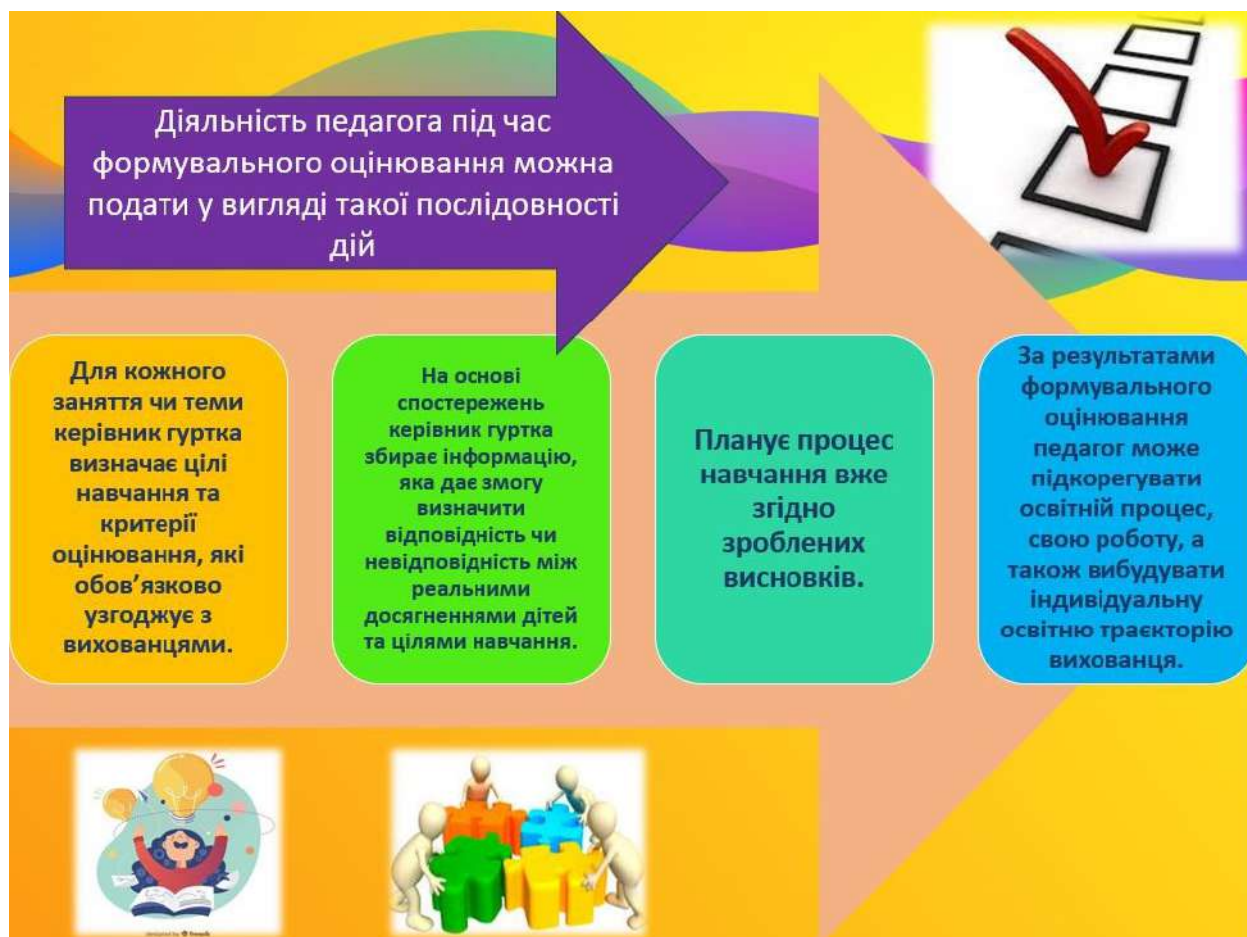 Діяльність педагога під час
формувального оцінювання можна
подати у вигляді такої послідовності
дій
Для кожного
заняття чи теми
керівник гуртка
визначає цілі
навчання та
критерії
оцінювання, які
обов’язково
узгоджує з
вихованцями.
На основі
спостережень
керівник гуртка
збирає інформацію,
яка дає змогу
визначити
відповідність чи
невідповідність між
реальними
досягненнями дітей
та цілями навчання.
Планує процес
навчання вже
згідно
зроблених
висновків.
За результатами
формувального
оцінювання
педагог може
підкорегувати
освітній процес,
свою роботу, а
також вибудувати
індивідуальну
освітню траєкторію
вихованця.